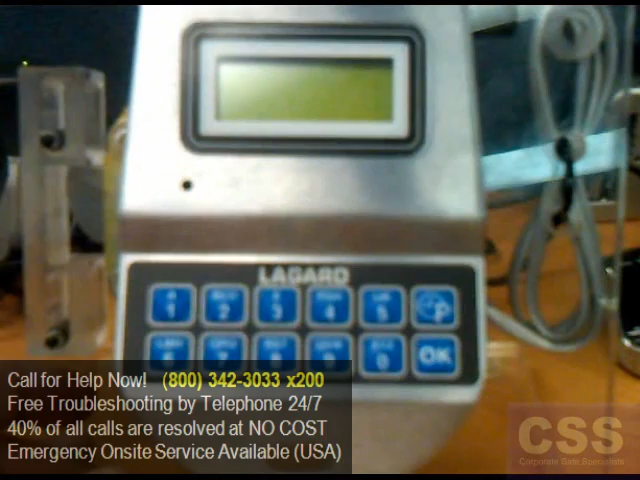 LAGARD
1 2 3 4 5 P
0 OK
Call for Help Now! (800) 342-3033 x200
Free Troubleshooting by Telephone 24/7
40% of all calls are resolved at NO COST
Emergency Onsite Service Available (USA)
CSS
Corporate Safe Specialists